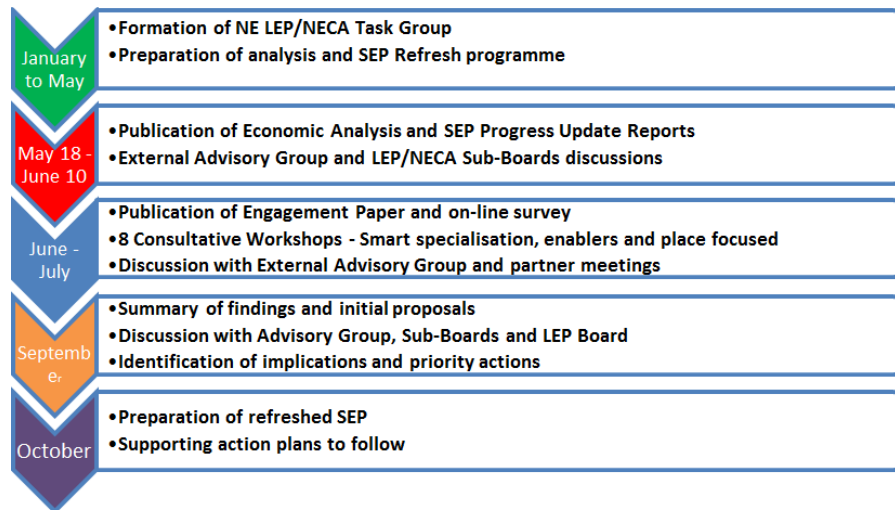 January
to May
•Formation of NE LEP/NECA Task Group
•Preparation of analysis and SEP Refresh programme
May 18 -
June 10
•Publication of Economic Analysis and SEP Progress Update Reports
•External Advisory Group and LEP/NECA Sub-Boards discussions
June -
July
•Publication of Engagement Paper and on-line survey
•8 Consultative Workshops - Smart specialisation, enablers and place focused
•Discussion with External Advisory Group and partner meetings
Septemb
er
•Summary of findings and initial proposals
•Discussion with Advisory Group, Sub-Boards and LEP Board
•Identification of implications and priority actions
October
•Preparation of refreshed SEP
•Supporting action plans to follow